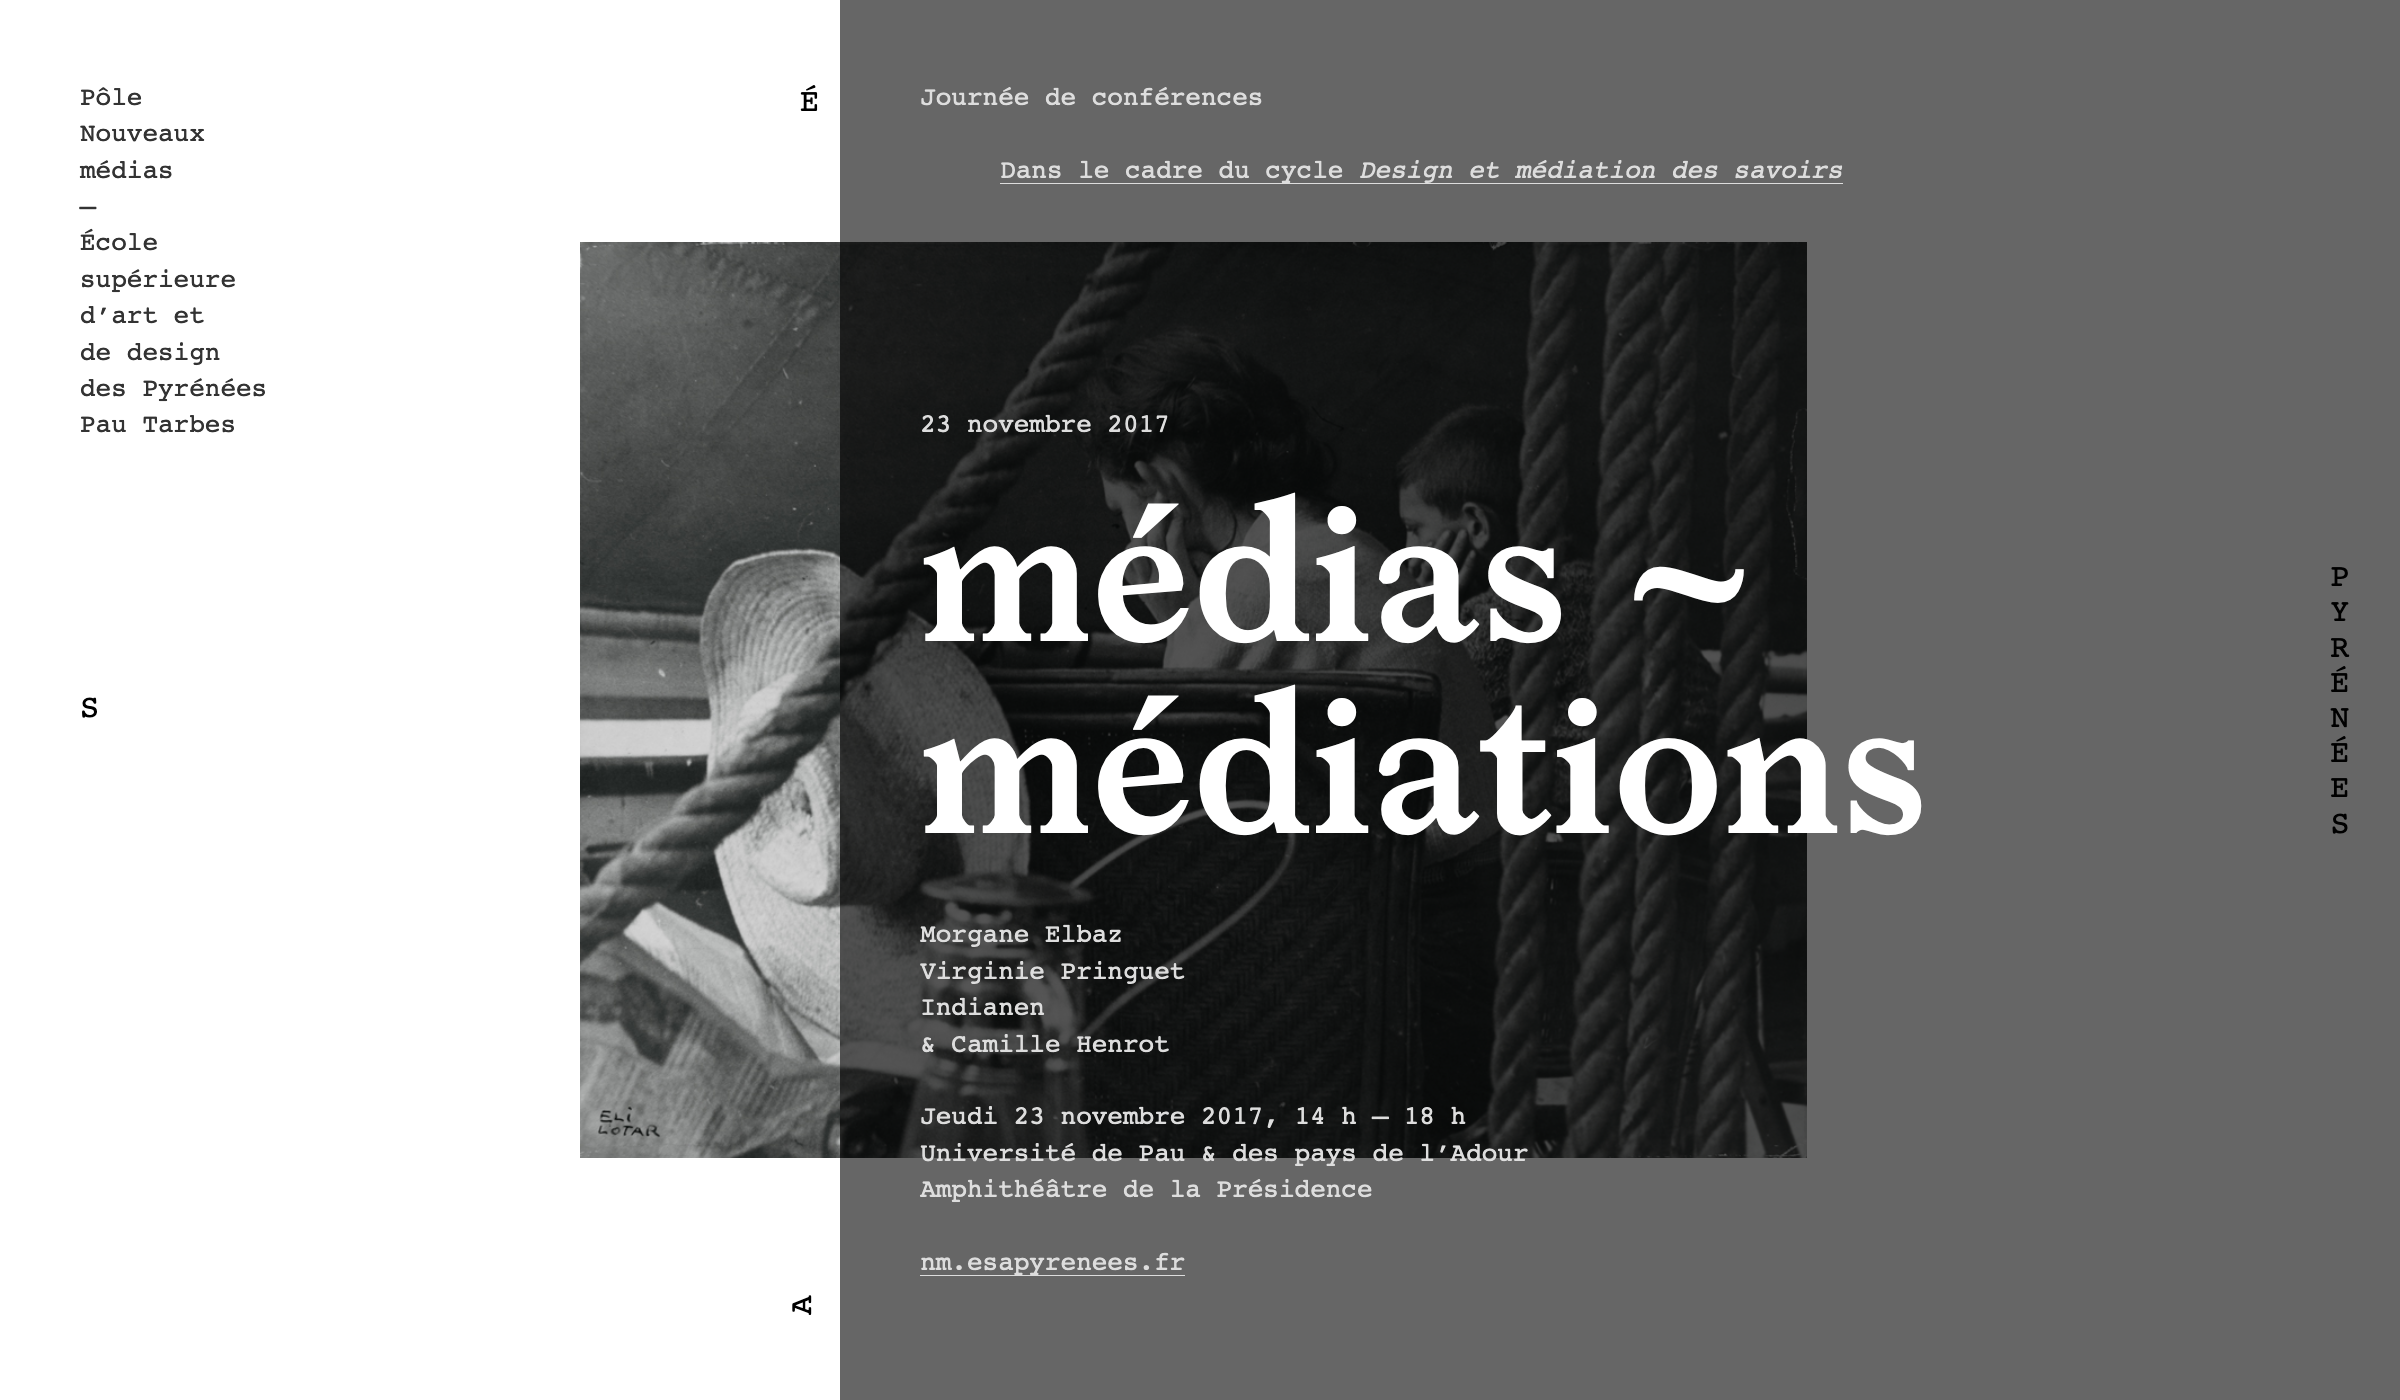 Pôle
Nouveaux
médias
—
École
supérieure
d’art et
de design
des Pyrénées
Pau Tarbes
É
S
A
Journée de conférences
Dans le cadre du cycle Design et médiation des savoirs
23 novembre 2017
médias ~
médiations
Morgane Elbaz
Virginie Pringuet
Indianen
& Camille Henrot
Jeudi 23 novembre 2017, 14 h — 18 h
Université de Pau & des pays de l’Adour
Amphithéâtre de la Présidence
nm.esapyrenees.fr
ELi
LOTAR
PYRÉNÉES